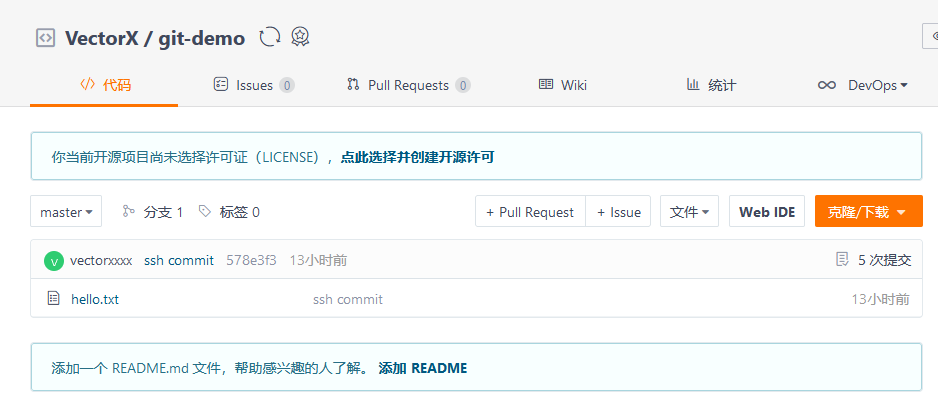 VectorX / git-demo
代码 Issues 0 Pull Requests 0 Wiki 统计 DevOps
你当前开源项目尚未选择许可证（LICENSE），点此选择并创建开源许可
master 分支 1 标签 0 + Pull Request + Issue 文件 Web IDE 克隆/下载
V vectorxxxx ssh commit 578e3f3 13小时前 5 次提交
hello.txt ssh commit 13小时前
添加一个 README.md 文件，帮助感兴趣的人了解。 添加 README